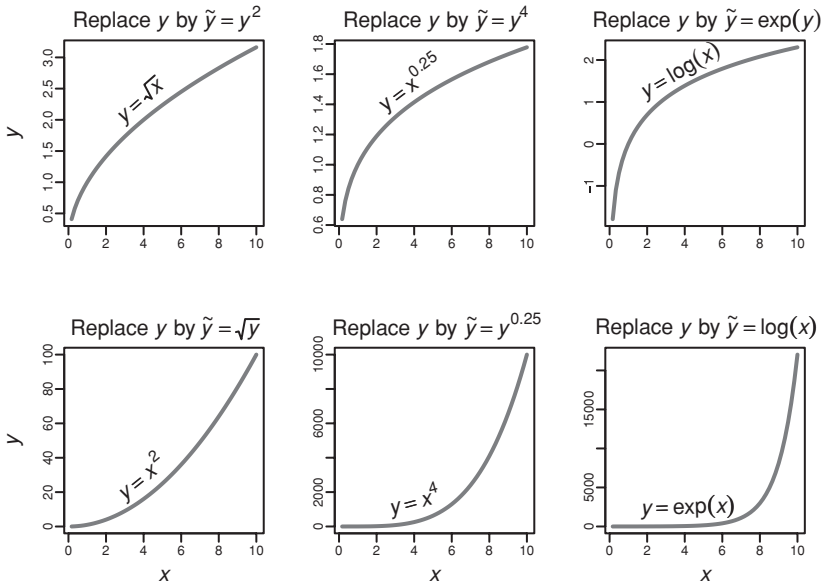 Replace y by ỹ = y²
Replace y by ỹ = y⁴
Replace y by ỹ = exp(y)
y
0.5 1.0 1.5 2.0 2.5 3.0
y = √x
0 2 4 6 8 10
0.6 0.8 1.0 1.2 1.4 1.6 1.8
y = x^0.25
0 2 4 6 8 10
−1 0 1 2
y = log(x)
0 2 4 6 8 10
Replace y by ỹ = √y
Replace y by ỹ = y^0.25
Replace y by ỹ = log(x)
y
0 20 40 60 80 100
y = x²
0 2 4 6 8 10
x
0 2000 6000 10000
y = x⁴
0 2 4 6 8 10
x
0 5000 15000
y = exp(x)
0 2 4 6 8 10
x